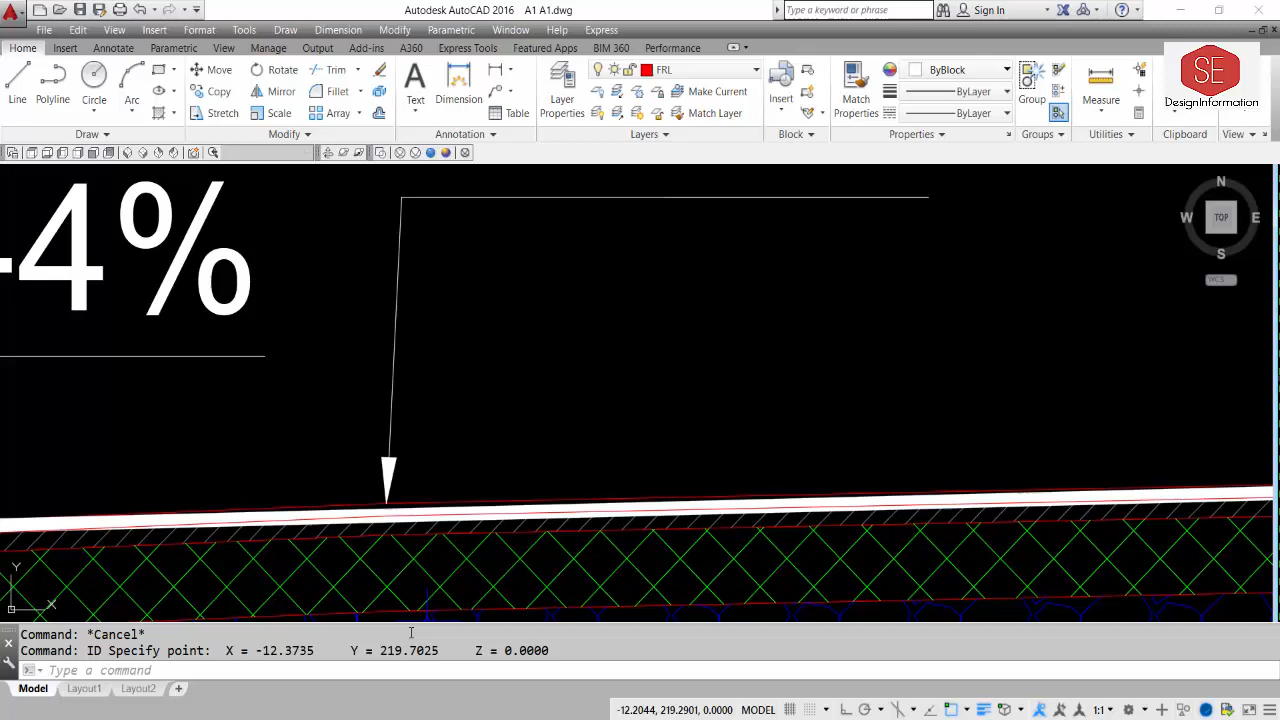 Autodesk AutoCAD 2016 A1 A1.dwg
Type a keyword or phrase
Sign In
File Edit View Insert Format Tools Draw Dimension Modify Parametric Window Help Express
Home Insert Annotate Parametric View Manage Output Add-ins A360 Express Tools Featured Apps BIM 360 Performance
Line Polyline Circle Arc
Move Rotate Trim
Copy Mirror Fillet
Stretch Scale Array
Text Dimension Table
Layer Properties
FRL
Make Current
Match Layer
Insert
Match Properties
ByBlock
ByLayer
ByLayer
Group
Measure
SE
DesignInformation
Draw Modify Annotation Layers Block Properties Groups Utilities Clipboard View
-4%
N
W TOP E
S
WCS
Y
X
Command: *Cancel*
Command: ID Specify point: X = -12.3735 Y = 219.7025 Z = 0.0000
Type a command
Model Layout1 Layout2 +
-12.2044, 219.2901, 0.0000 MODEL 1:1